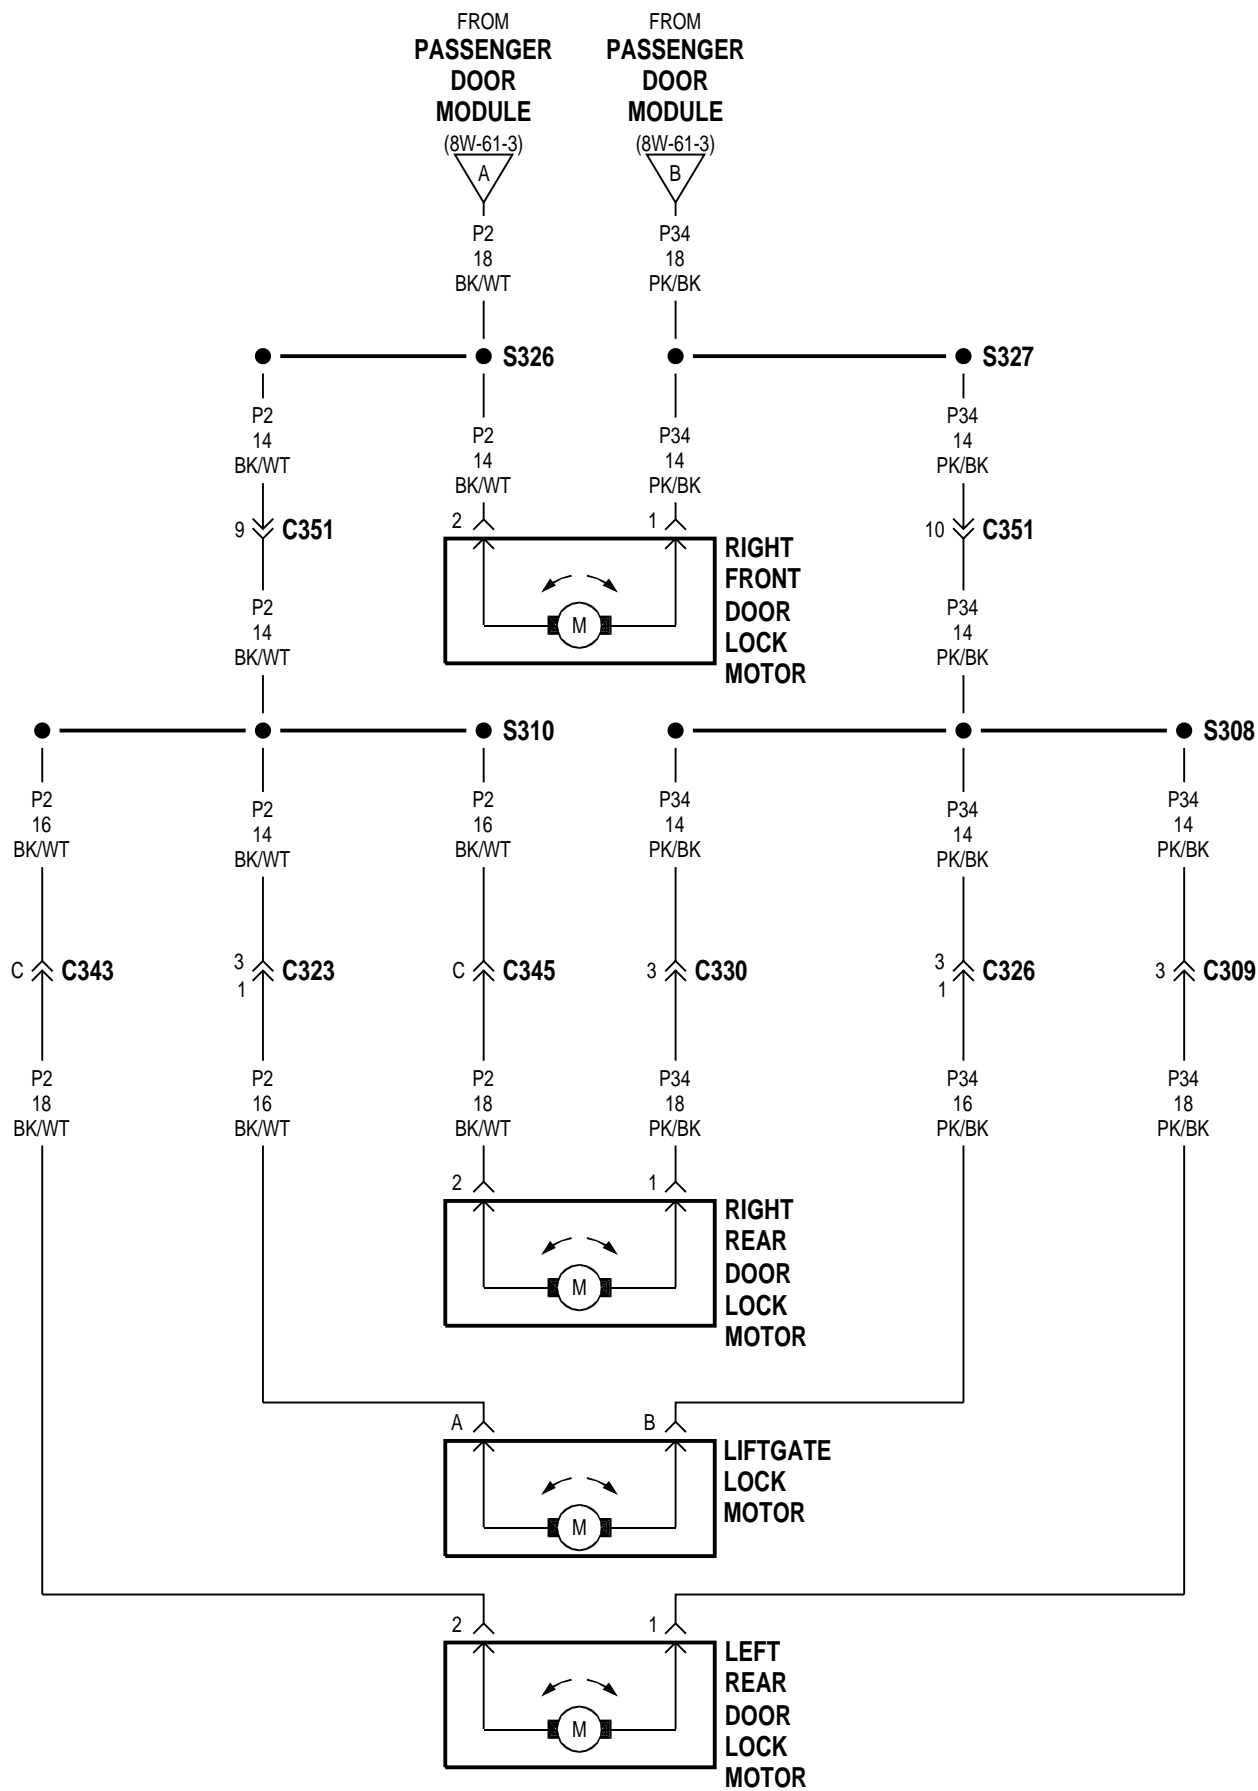 FROM
PASSENGER
DOOR
MODULE
(8W-61-3)
A
FROM
PASSENGER
DOOR
MODULE
(8W-61-3)
B
P2
18
BK/WT
P34
18
PK/BK
S326
S327
P2
14
BK/WT
P2
14
BK/WT
P34
14
PK/BK
P34
14
PK/BK
9
C351
2
1
10
C351
RIGHT
FRONT
DOOR
LOCK
MOTOR
M
P2
14
BK/WT
P34
14
PK/BK
S310
S308
P2
16
BK/WT
P2
14
BK/WT
P2
16
BK/WT
P34
14
PK/BK
P34
14
PK/BK
P34
14
PK/BK
C
C343
3
1
C323
C
C345
3
C330
3
1
C326
3
C309
P2
18
BK/WT
P2
16
BK/WT
P2
18
BK/WT
P34
18
PK/BK
P34
16
PK/BK
P34
18
PK/BK
2
1
RIGHT
REAR
DOOR
LOCK
MOTOR
M
A
B
LIFTGATE
LOCK
MOTOR
M
2
1
LEFT
REAR
DOOR
LOCK
MOTOR
M